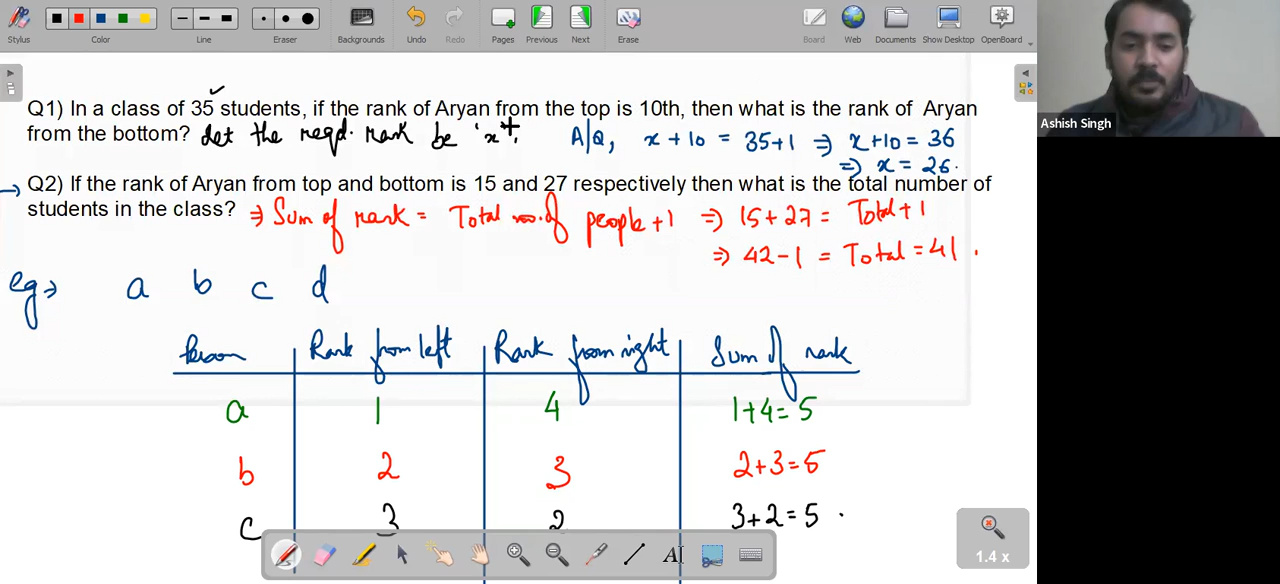 Stylus Color Line Eraser Backgrounds Undo Redo Pages Previous Next Erase Board Web Documents Show Desktop OpenBoard
Ashish Singh
Q1) In a class of 35 students, if the rank of Aryan from the top is 10th, then what is the rank of Aryan
from the bottom? Let the reqd. rank be 'x'. A/Q, x + 10 = 35+1 ⇒ x+10 = 36
⇒ x = 26.
Q2) If the rank of Aryan from top and bottom is 15 and 27 respectively then what is the total number of
students in the class? ⇒ Sum of rank = Total no. of people + 1 ⇒ 15 + 27 = Total + 1
⇒ 42 - 1 = Total = 41.
eg → a b c d
Person Rank from left Rank from right Sum of rank
a 1 4 1+4=5
b 2 3 2+3=5
c 3 2 3+2=5
A
1.4 x